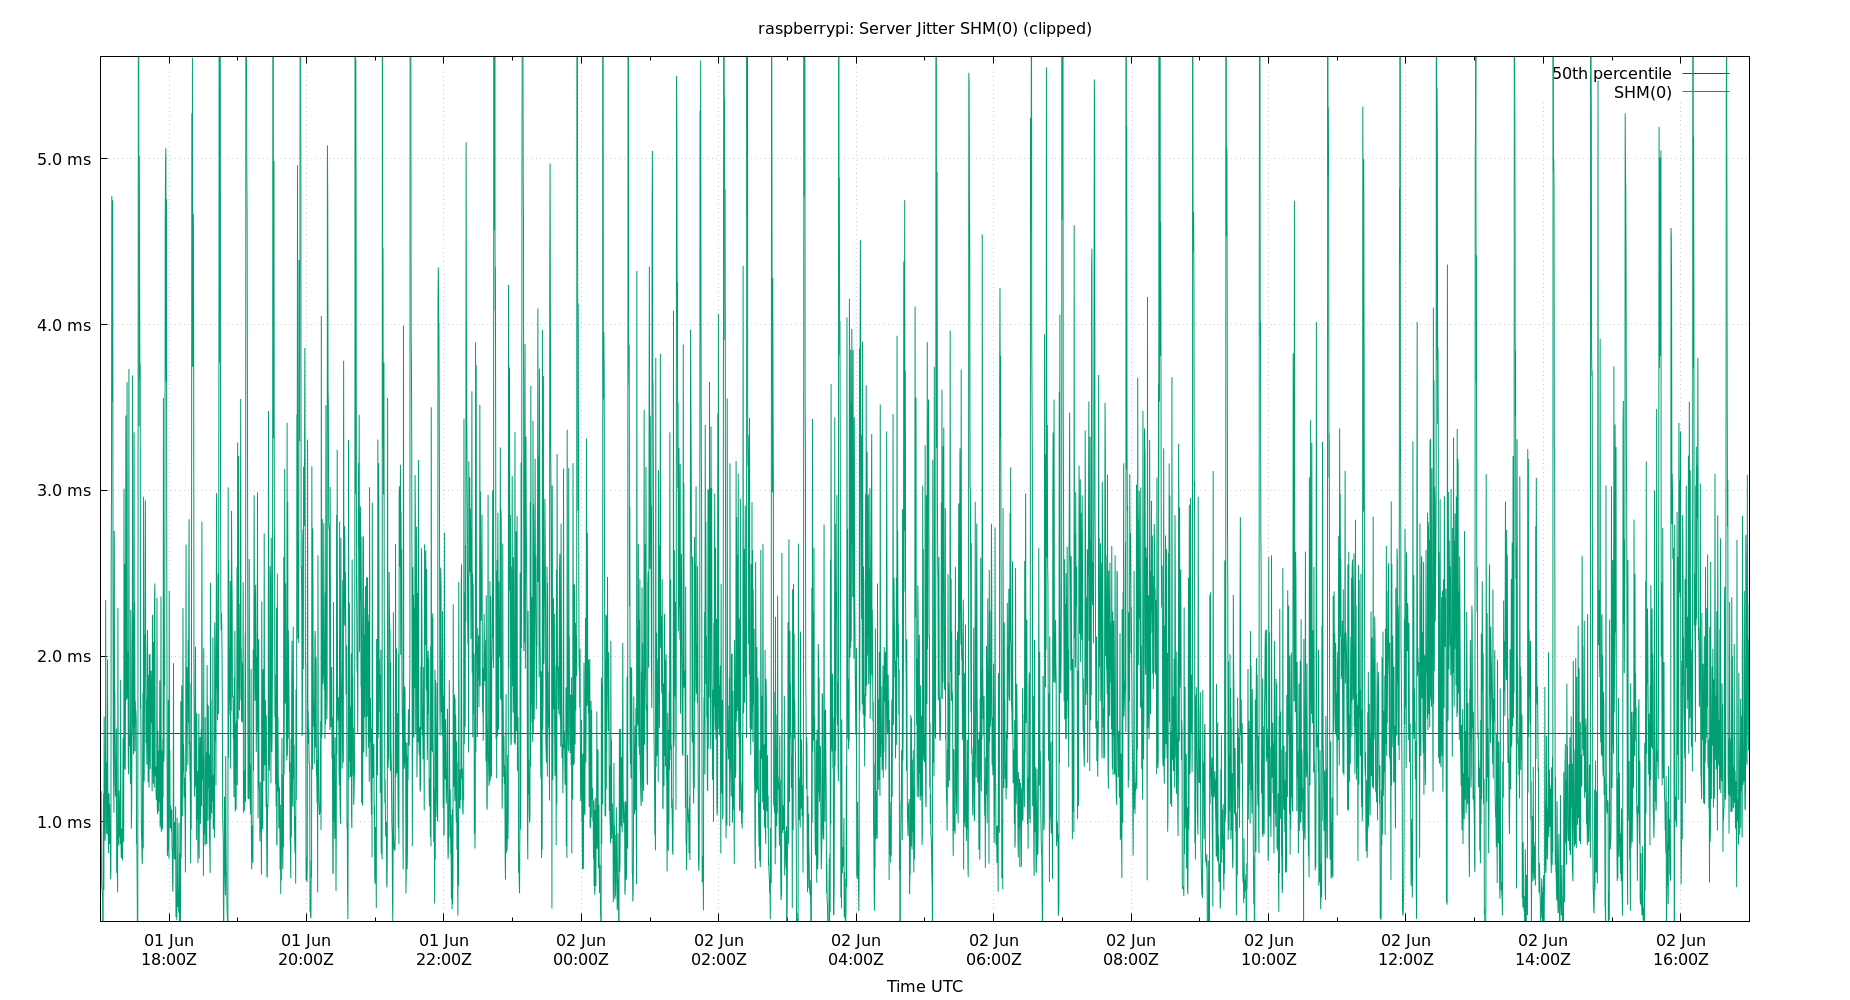 raspberrypi: Server Jitter SHM(0) (clipped)
50th percentile
SHM(0)
5.0 ms
4.0 ms
3.0 ms
2.0 ms
1.0 ms
01 Jun 01 Jun 01 Jun 02 Jun 02 Jun 02 Jun 02 Jun 02 Jun 02 Jun 02 Jun 02 Jun 02 Jun
18:00Z 20:00Z 22:00Z 00:00Z 02:00Z 04:00Z 06:00Z 08:00Z 10:00Z 12:00Z 14:00Z 16:00Z
Time UTC